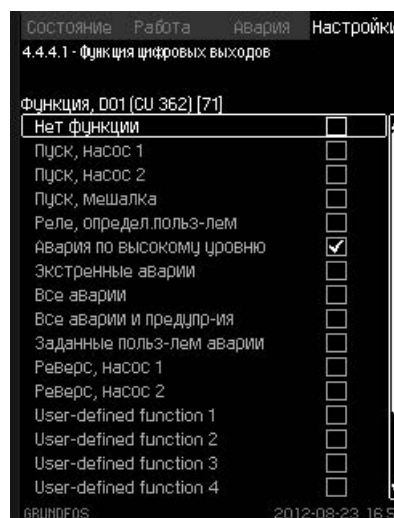 Состояние Работа Авария Настройки
4.4.4.1 - Функция цифровых выходов
Функция, DO1 (CU 362) [71]
Нет функции
Пуск, насос 1
Пуск, насос 2
Пуск, мешалка
Реле, определ.польз-лем
Авария по высокому уровню
Экстренные аварии
Все аварии
Все аварии и предупр-ия
Заданные польз-лем аварии
Реверс, насос 1
Реверс, насос 2
User-defined function 1
User-defined function 2
User-defined function 3
User-defined function 4
GRUNDFOS 2012-08-23 16:5